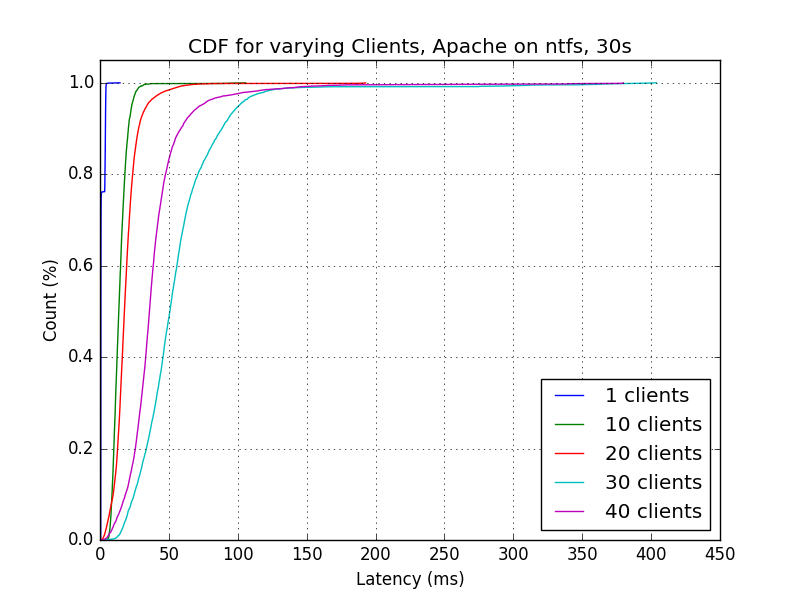 CDF for varying Clients, Apache on ntfs, 30s
1.0
0.8
0.6
0.4
0.2
0.0
Count (%)
0 50 100 150 200 250 300 350 400 450
Latency (ms)
1 clients
10 clients
20 clients
30 clients
40 clients